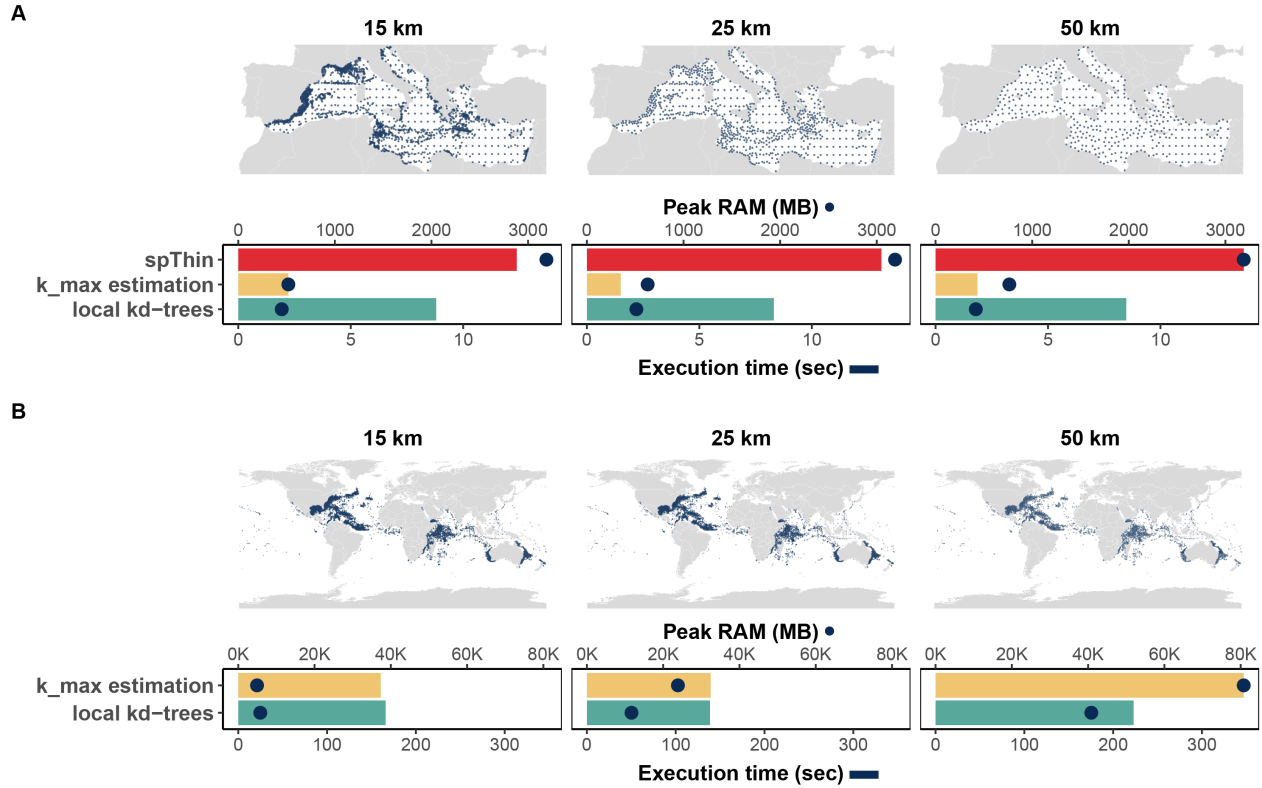 A
15 km 25 km 50 km
Peak RAM (MB)
0 1000 2000 3000 0 1000 2000 3000 0 1000 2000 3000
spThin
k_max estimation
local kd−trees
0 5 10 0 5 10 0 5 10
Execution time (sec)
B
15 km 25 km 50 km
Peak RAM (MB)
0K 20K 40K 60K 80K 0K 20K 40K 60K 80K 0K 20K 40K 60K 80K
k_max estimation
local kd−trees
0 100 200 300 0 100 200 300 0 100 200 300
Execution time (sec)